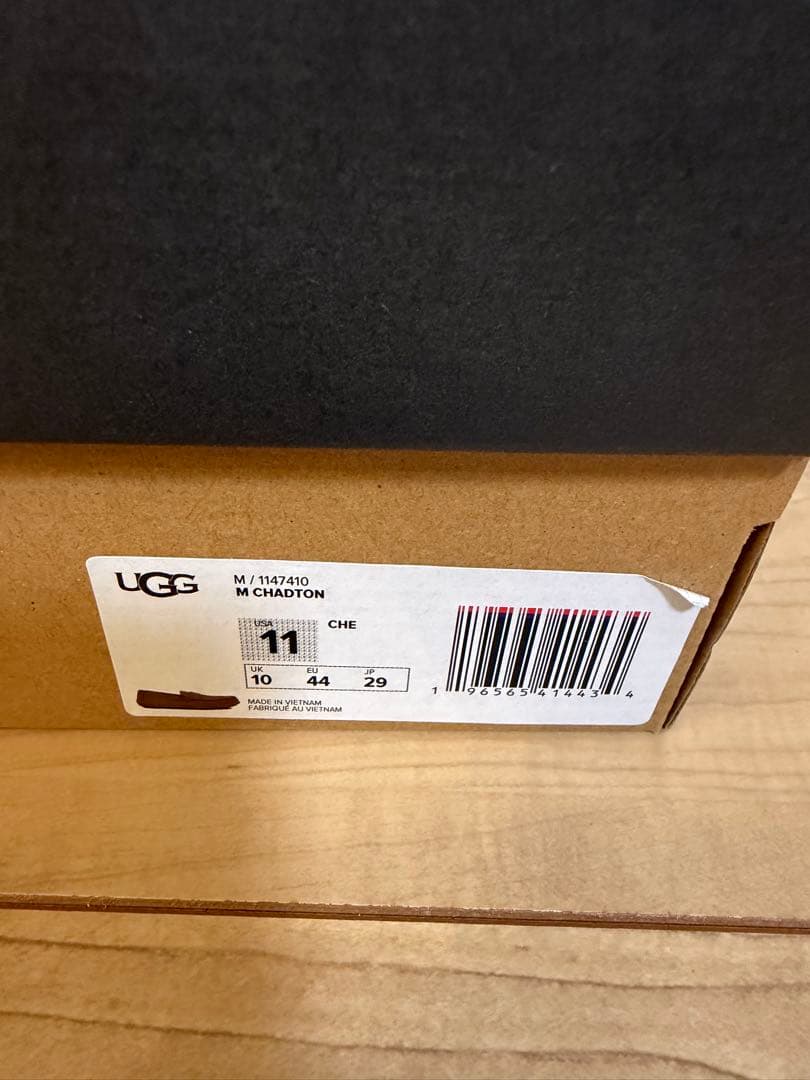 UGG
M / 1147410
M CHADTON
USA
11
CHE
UK EU JP
10 44 29
MADE IN VIETNAM
FABRIQUÉ AU VIETNAM
1 96565 41443 4